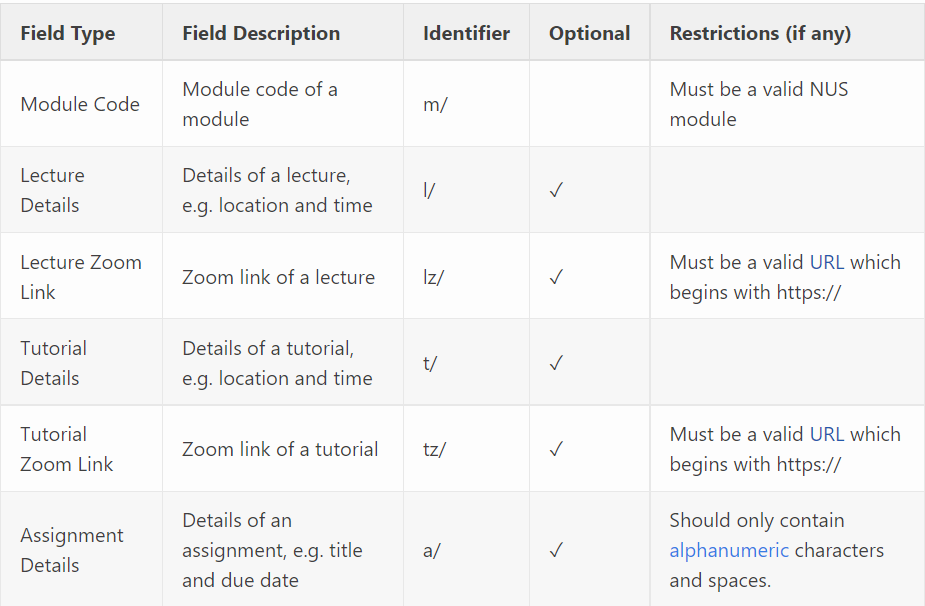 Field Type Field Description Identifier Optional Restrictions (if any)
Module Code Module code of a module m/ Must be a valid NUS module
Lecture Details Details of a lecture, e.g. location and time l/ ✓
Lecture Zoom Link Zoom link of a lecture lz/ ✓ Must be a valid URL which begins with https://
Tutorial Details Details of a tutorial, e.g. location and time t/ ✓
Tutorial Zoom Link Zoom link of a tutorial tz/ ✓ Must be a valid URL which begins with https://
Assignment Details Details of an assignment, e.g. title and due date a/ ✓ Should only contain alphanumeric characters and spaces.